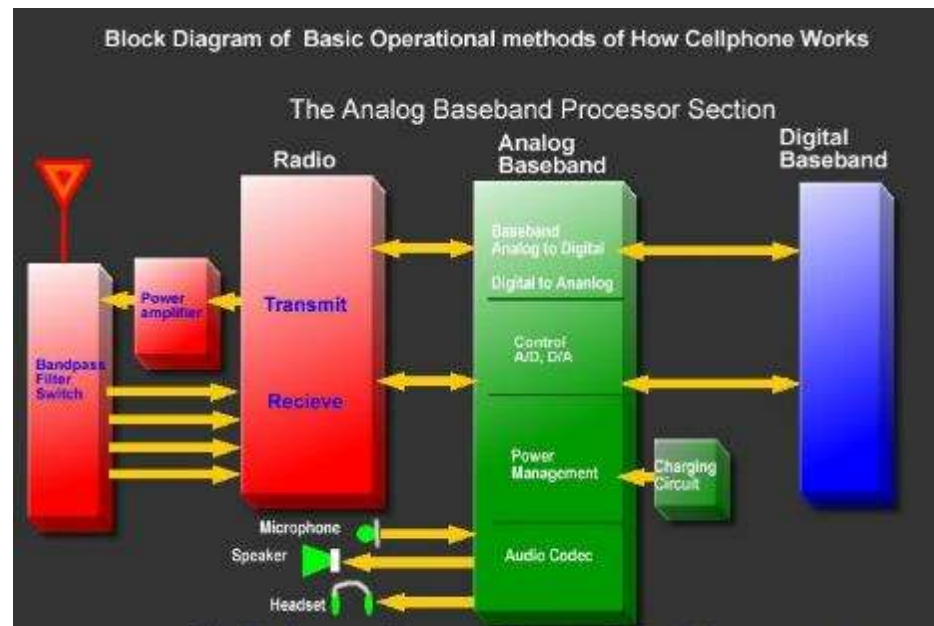 Block Diagram of Basic Operational methods of How Cellphone Works
The Analog Baseband Processor Section
Radio
Analog
Baseband
Digital
Baseband
Baseband
Analog to Digital
Digital to Ananlog
Power
amplifier
Transmit
Bandpass
Filter
Switch
Control
A/D, D/A
Recieve
Power
Management
Charging
Circuit
Microphone
Speaker
Audio Codec
Headset